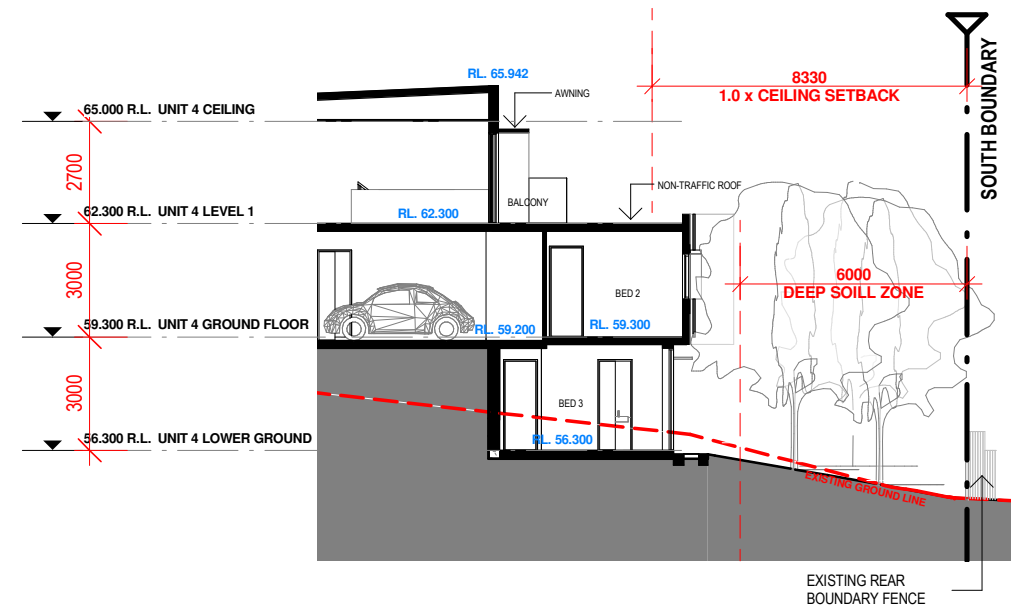 RL. 65.942
8330
1.0 x CEILING SETBACK
SOUTH BOUNDARY
AWNING
65.000 R.L. UNIT 4 CEILING
2700
NON-TRAFFIC ROOF
BALCONY
62.300 R.L. UNIT 4 LEVEL 1
RL. 62.300
3000
6000
DEEP SOILL ZONE
BED 2
59.300 R.L. UNIT 4 GROUND FLOOR
RL. 59.200
RL. 59.300
3000
BED 3
56.300 R.L. UNIT 4 LOWER GROUND
RL. 56.300
EXISTING GROUND LINE
EXISTING REAR
BOUNDARY FENCE